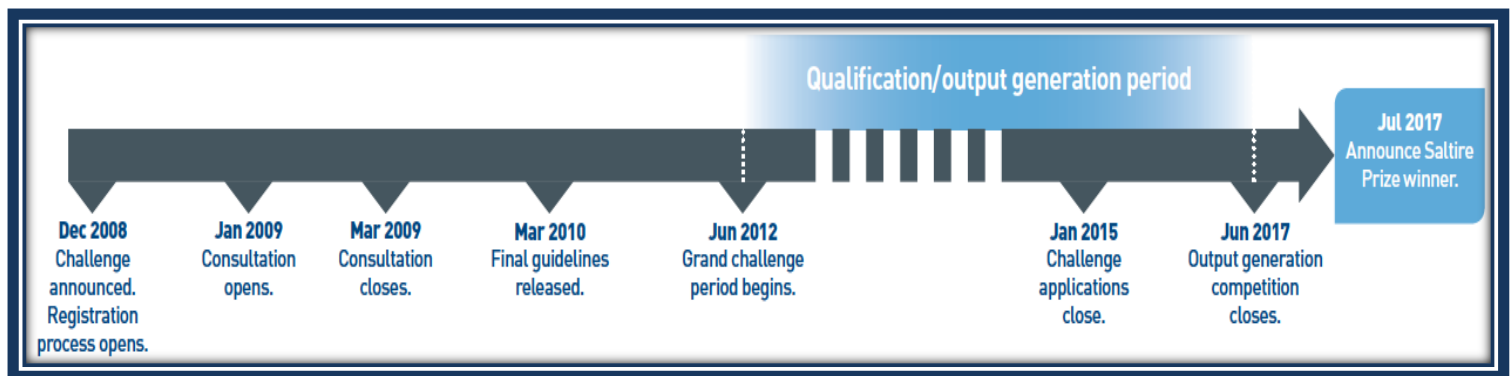 Qualification/output generation period
Jul 2017
Announce Saltire
Prize winner.
Dec 2008
Challenge
announced.
Registration
process opens.
Jan 2009
Consultation
opens.
Mar 2009
Consultation
closes.
Mar 2010
Final guidelines
released.
Jun 2012
Grand challenge
period begins.
Jan 2015
Challenge
applications
close.
Jun 2017
Output generation
competition
closes.